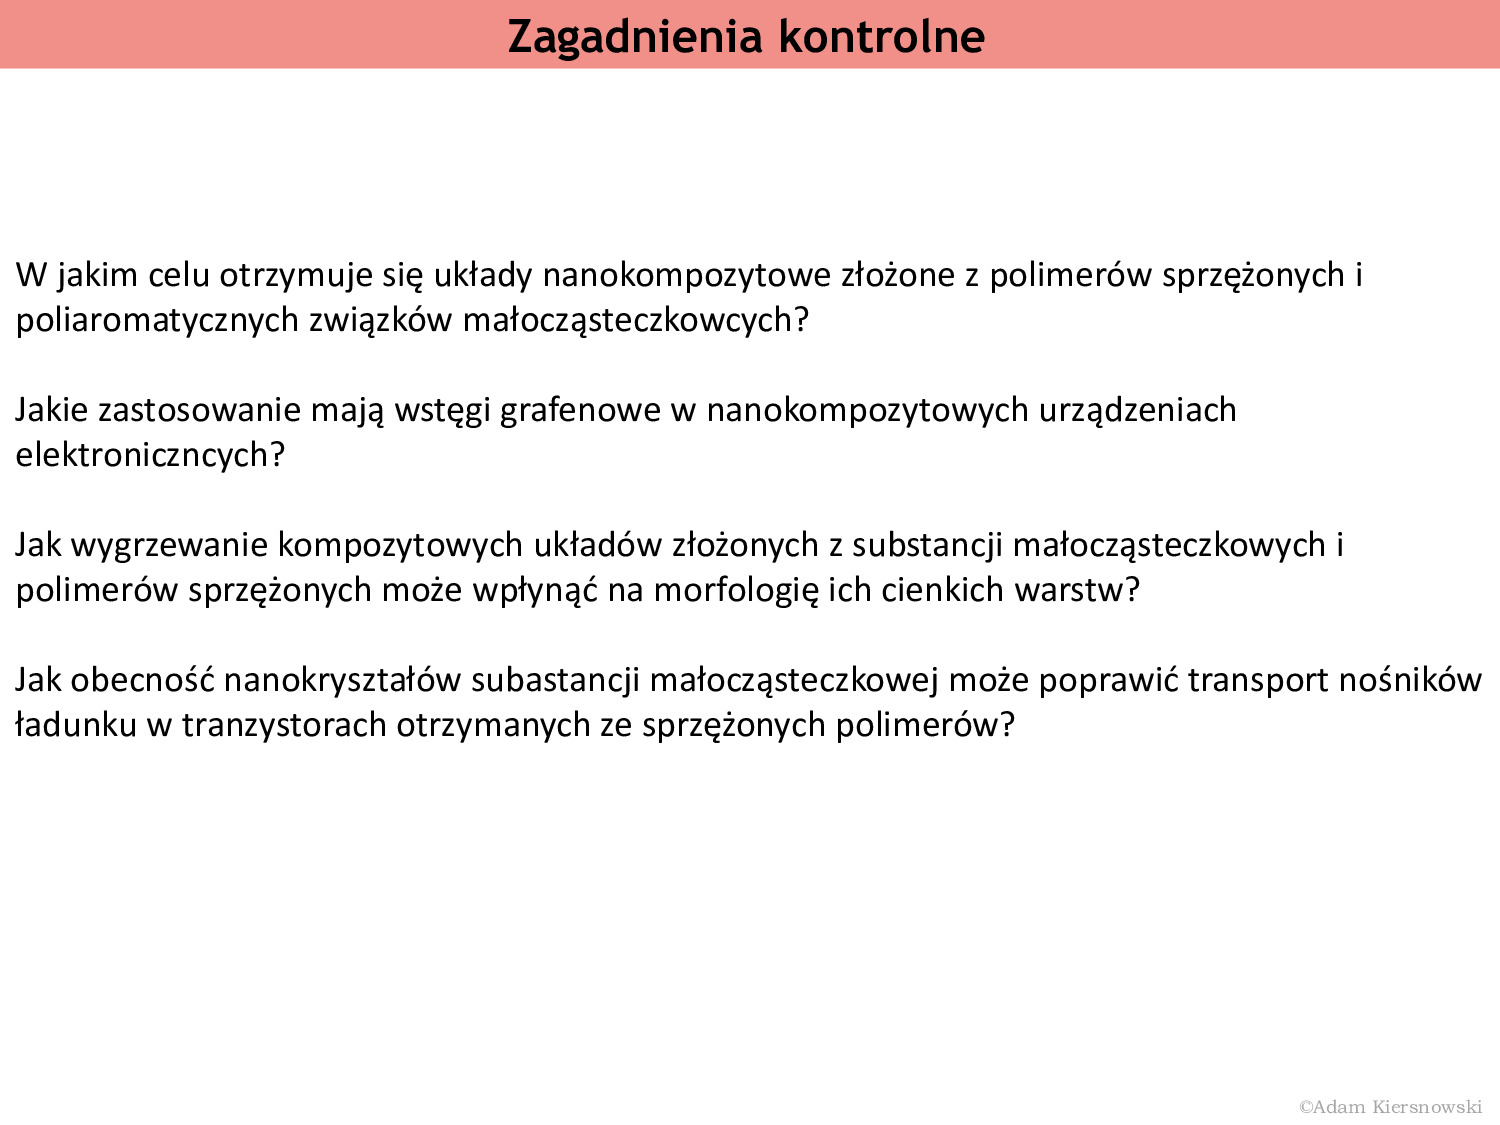 Zagadnienia kontrolne
W jakim celu otrzymuje się układy nanokompozytowe złożone z polimerów sprzężonych i
poliaromatycznych związków małocząsteczkowcych?
Jakie zastosowanie mają wstęgi grafenowe w nanokompozytowych urządzeniach
elektroniczncych?
Jak wygrzewanie kompozytowych układów złożonych z substancji małocząsteczkowych i
polimerów sprzężonych może wpłynąć na morfologię ich cienkich warstw?
Jak obecność nanokryształów subastancji małocząsteczkowej może poprawić transport nośników
ładunku w tranzystorach otrzymanych ze sprzężonych polimerów?
©Adam Kiersnowski